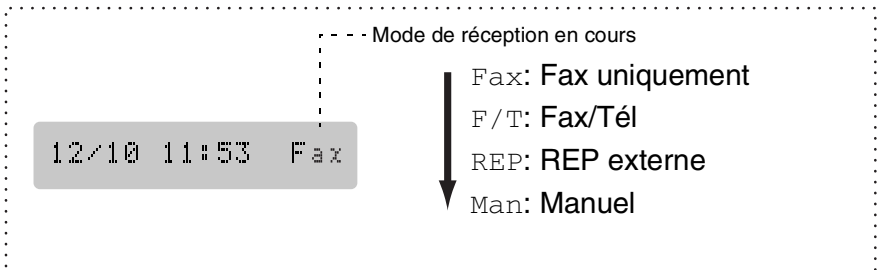 Mode de réception en cours
Fax: Fax uniquement
F/T: Fax/Tél
12/10 11:53 Fax
REP: REP externe
Man: Manuel